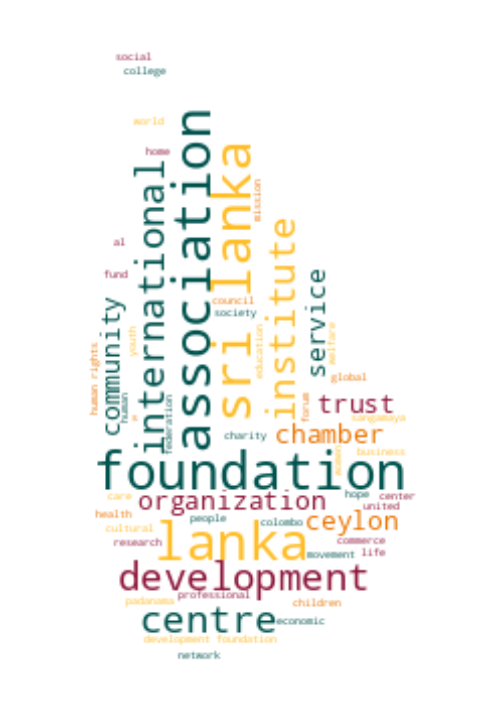 social
college
world
home
association
sri lanka
international
mission
institute
al
fund
service
community
council
society
youth
education
welfare
human rights
human
federation
forum
global
trust
sangamaya
charity
chamber
women
business
foundation
care
organization
hope
center
united
health
people
colombo
ceylon
cultural
lanka
research
commerce
movement
life
development
padanama
professional
children
centre
economic
development foundation
network